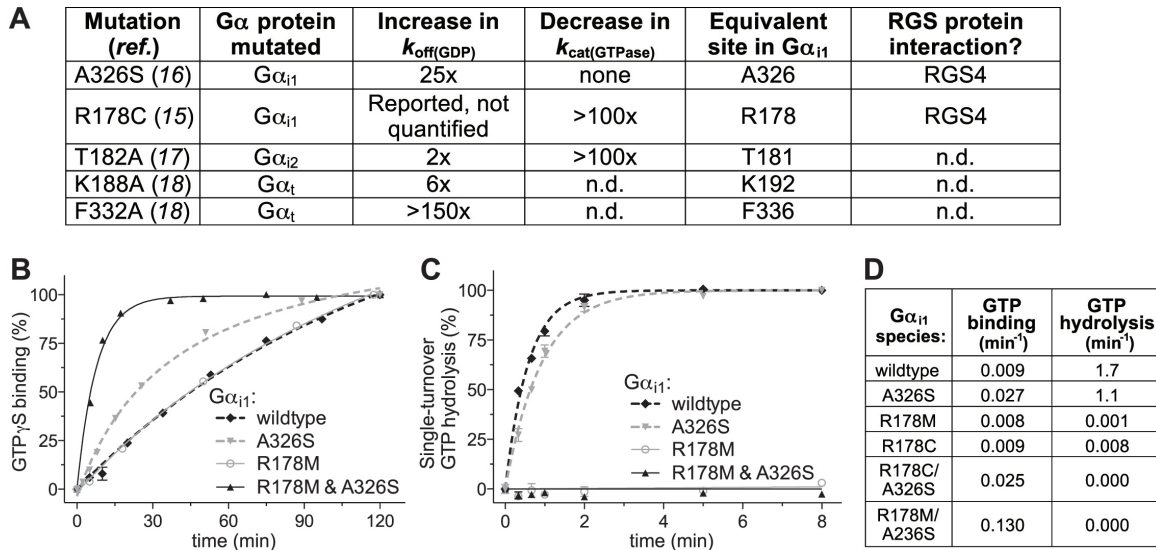 A
Mutation (ref.) Gα protein mutated Increase in koff(GDP) Decrease in kcat(GTPase) Equivalent site in Gαi1 RGS protein interaction?
A326S (16) Gαi1 25x none A326 RGS4
R178C (15) Gαi1 Reported, not quantified >100x R178 RGS4
T182A (17) Gαi2 2x >100x T181 n.d.
K188A (18) Gαt 6x n.d. K192 n.d.
F332A (18) Gαt >150x n.d. F336 n.d.
B
GTPγS binding (%)
100
75
50
25
0
0 30 60 90 120
time (min)
Gαi1:
wildtype
A326S
R178M
R178M & A326S
C
Single-turnover
GTP hydrolysis (%)
100
75
50
25
0
0 2 4 6 8
time (min)
Gαi1:
wildtype
A326S
R178M
R178M & A326S
D
Gαi1 species: GTP binding (min-1) GTP hydrolysis (min-1)
wildtype 0.009 1.7
A326S 0.027 1.1
R178M 0.008 0.001
R178C 0.009 0.008
R178C/ A326S 0.025 0.000
R178M/ A236S 0.130 0.000